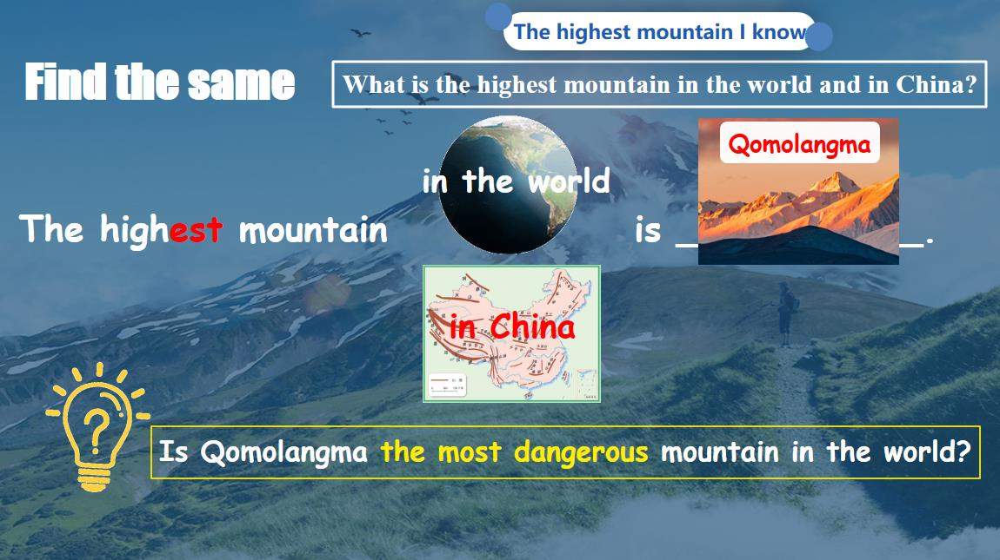 The highest mountain I know
Find the same
What is the highest mountain in the world and in China?
Qomolangma
in the world
The highest mountain
is _ _.
in China
?
Is Qomolangma the most dangerous mountain in the world?